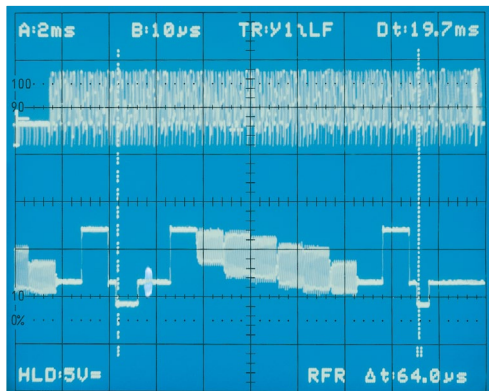 A:2ms B:10µs TR:Y1∿LF Dt:19.7ms
100
90
10
0%
HLD:5V= RFR Δt:64.0µs